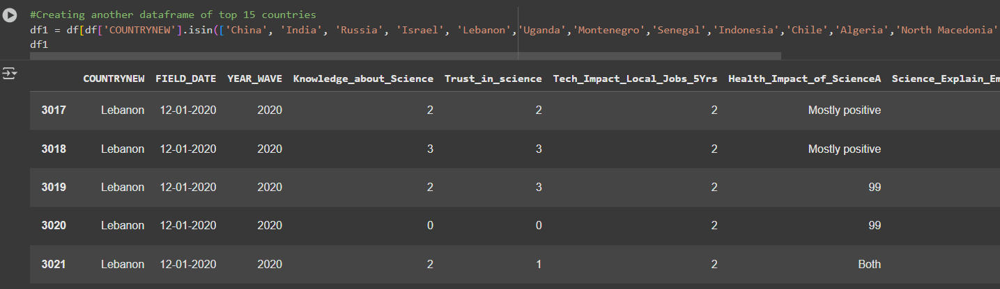 #Creating another dataframe of top 15 countries
df1 = df[df['COUNTRYNEW'].isin(['China', 'India', 'Russia', 'Israel', 'Lebanon','Uganda','Montenegro','Senegal','Indonesia','Chile','Algeria','North Macedonia'
df1
COUNTRYNEW FIELD_DATE YEAR_WAVE Knowledge_about_Science Trust_in_science Tech_Impact_Local_Jobs_5Yrs Health_Impact_of_ScienceA Science_Explain_Em
3017 Lebanon 12-01-2020 2020 2 2 2 Mostly positive
3018 Lebanon 12-01-2020 2020 3 3 2 Mostly positive
3019 Lebanon 12-01-2020 2020 2 3 2 99
3020 Lebanon 12-01-2020 2020 0 0 2 99
3021 Lebanon 12-01-2020 2020 2 1 2 Both